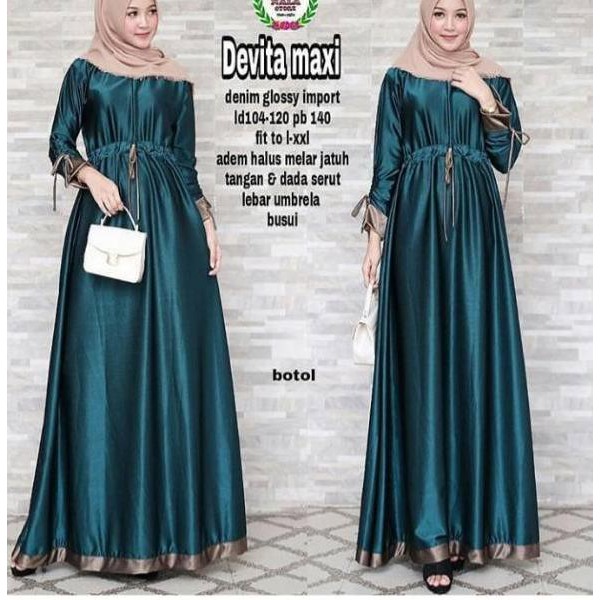 STORE
Devita maxi
denim glossy import
ld104-120 pb 140
fit to l-xxl
adem halus melar jatuh
tangan & dada serut
lebar umbrela
busui
botol